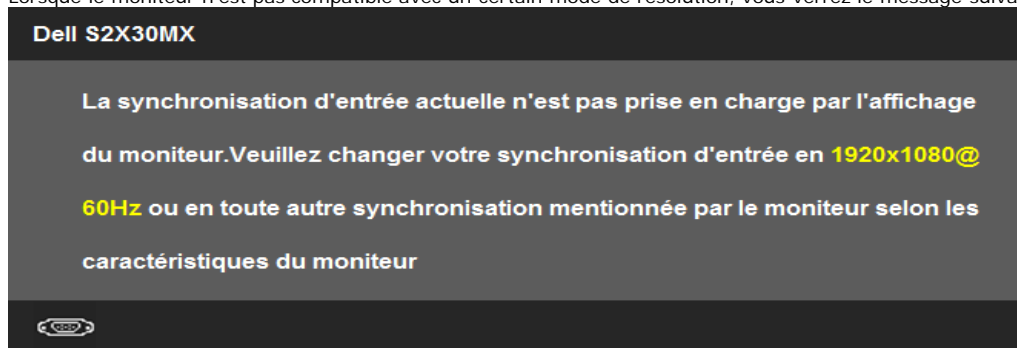 Lorsque le moniteur n'est pas compatible avec un certain mode de résolution, vous verrez le message suiva
Dell S2X30MX
La synchronisation d'entrée actuelle n'est pas prise en charge par l'affichage
du moniteur.Veuillez changer votre synchronisation d'entrée en 1920x1080@
60Hz ou en toute autre synchronisation mentionnée par le moniteur selon les
caractéristiques du moniteur